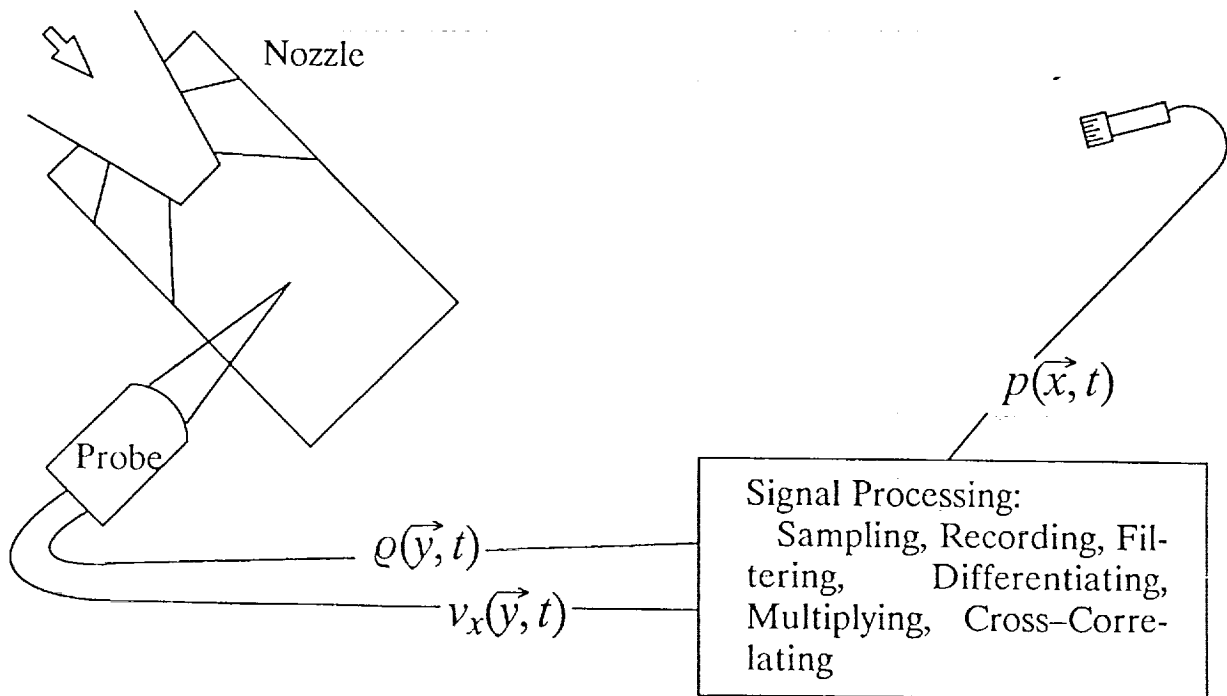 Nozzle
p(x⃗, t)
Probe
Signal Processing:
Sampling, Recording, Fil-
tering, Differentiating,
Multiplying, Cross–Corre-
lating
ϱ(y⃗, t)
vₓ(y⃗, t)